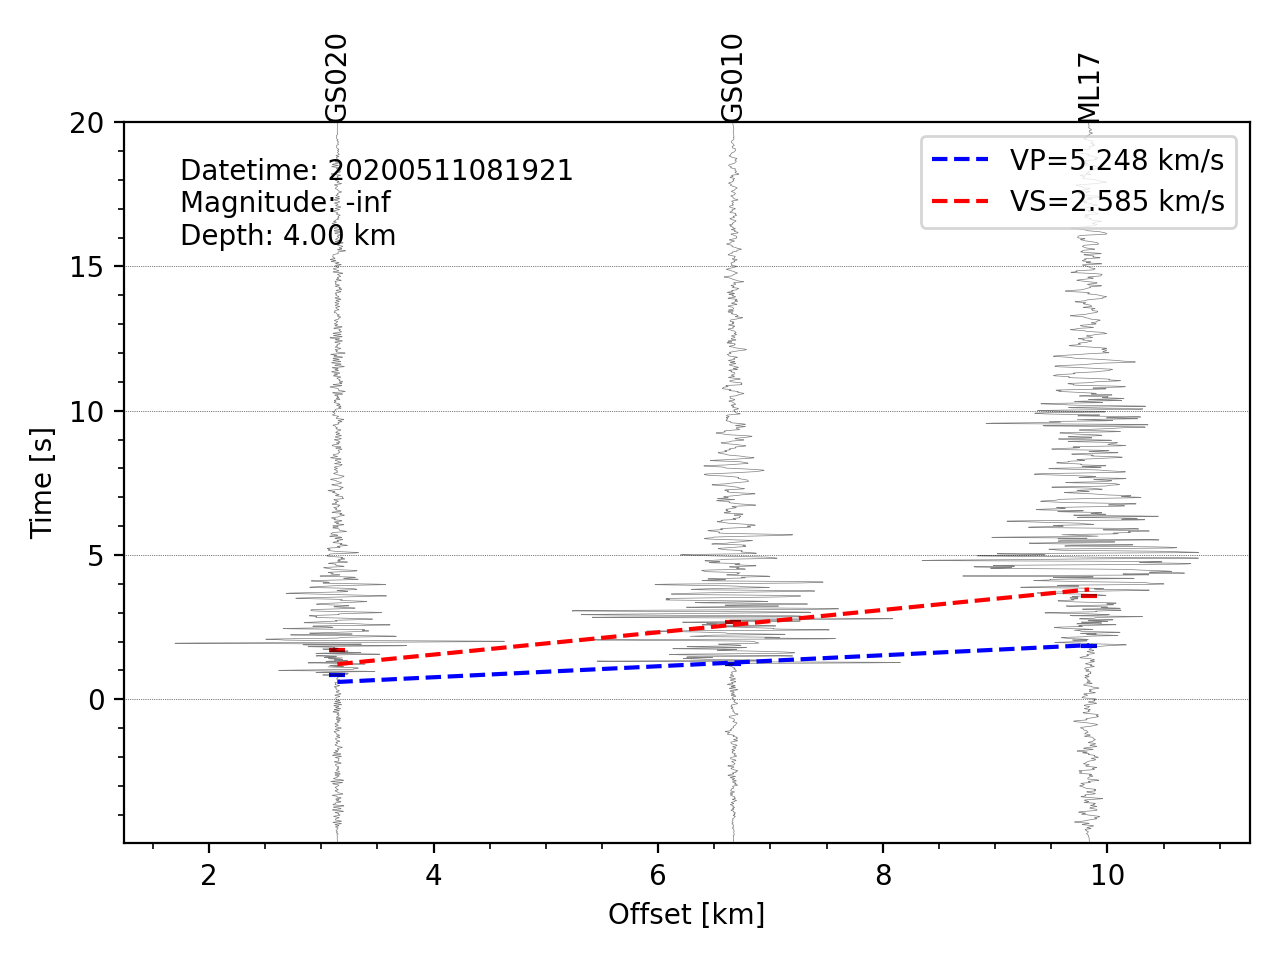 GS020
GS010
ML17
Datetime: 20200511081921
Magnitude: -inf
Depth: 4.00 km
VP=5.248 km/s
VS=2.585 km/s
20
15
10
5
0
Time [s]
2
4
6
8
10
Offset [km]